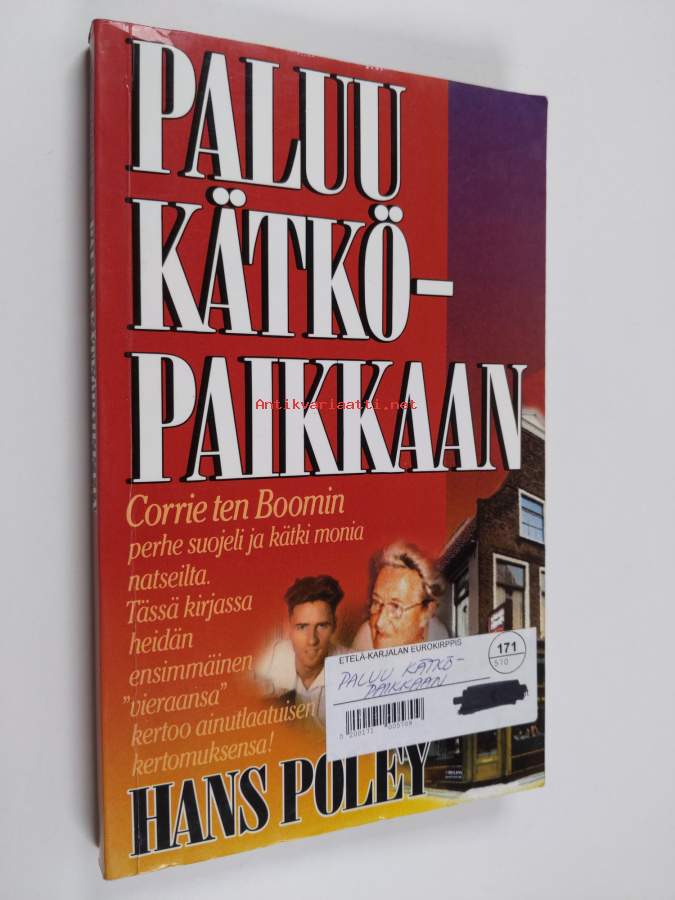 PALUU
KÄTKÖ-
PAIKKAAN
Antikvariaatti.net
Corrie ten Boomin
perhe suojeli ja kätki monia
natseilta.
Tässä kirjassa
heidän
ensimmäinen
"vieraansa"
kertoo ainutlaatuisen
kertomuksensa!
ETELÄ-KARJALAN EUROKIRPPIS
171
570
PALUU KÄTKÖ-
PAIKKAAN
HANS POLEY